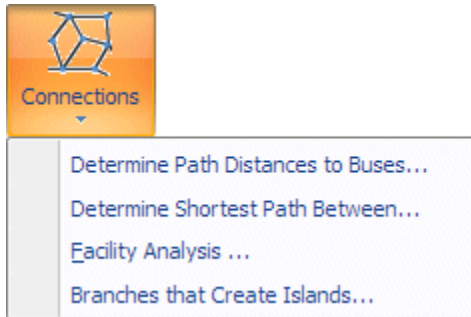 Connections
Determine Path Distances to Buses...
Determine Shortest Path Between...
Facility Analysis ...
Branches that Create Islands...